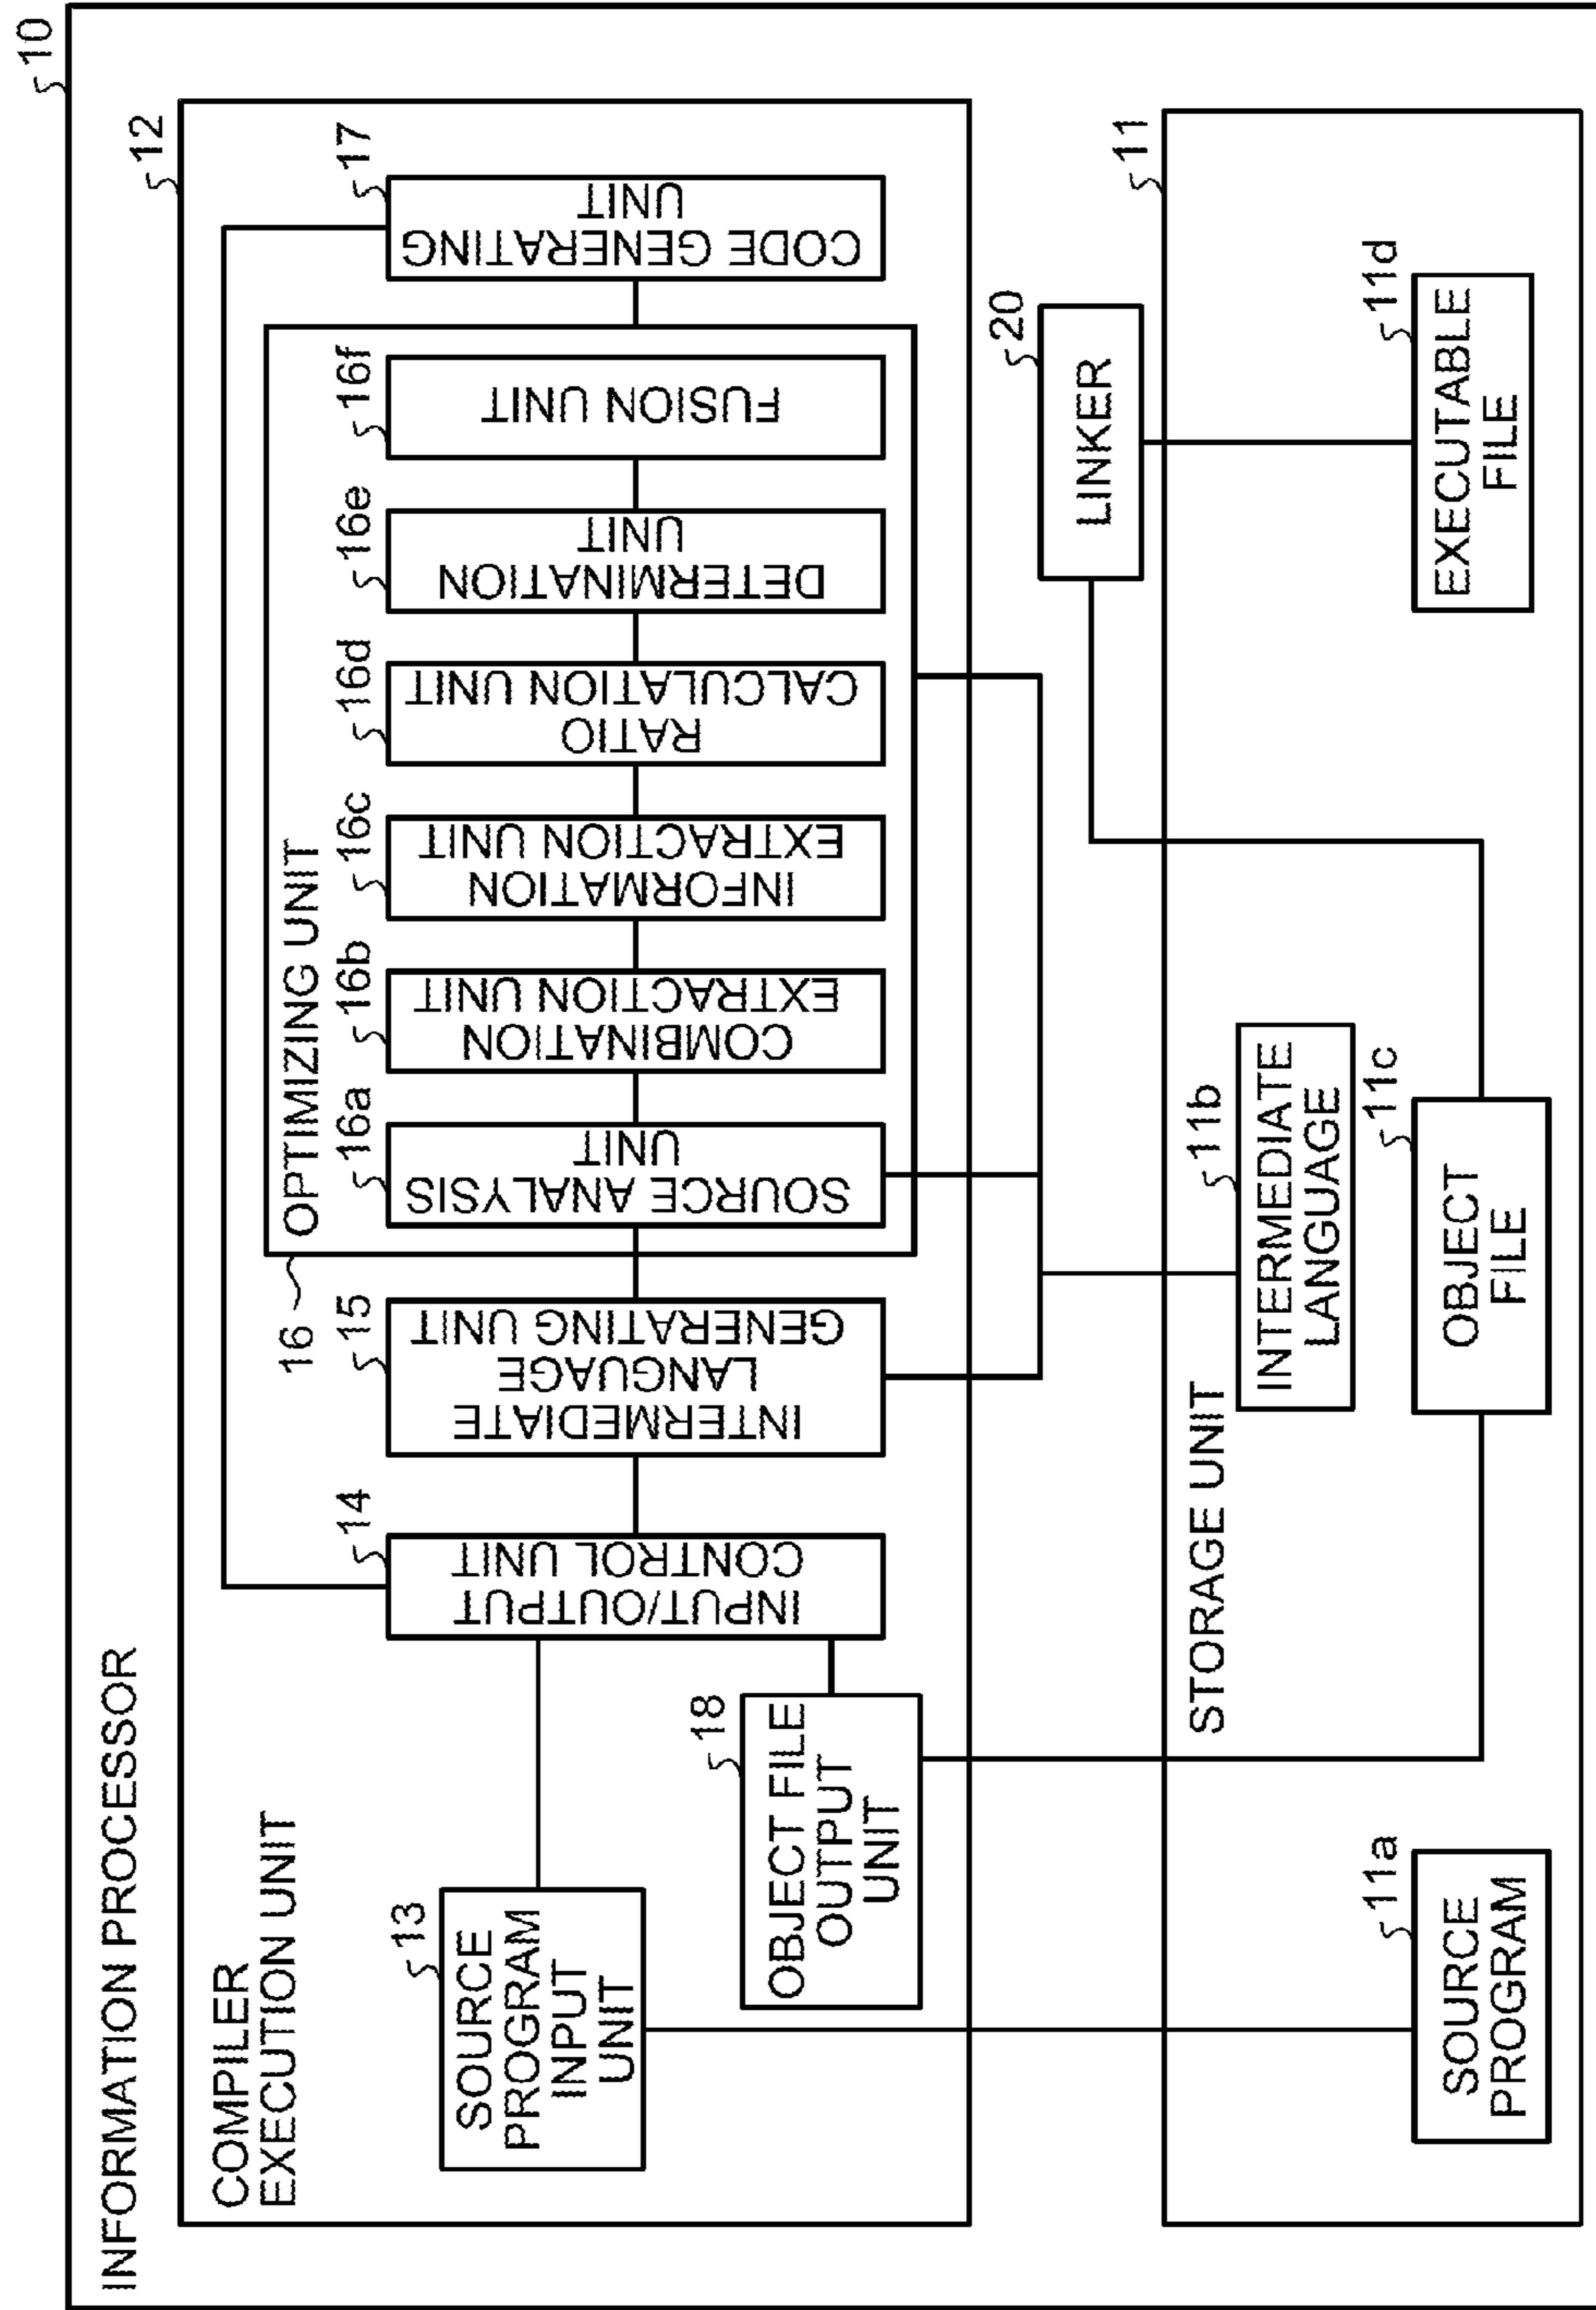 INFORMATION PROCESSOR
10
COMPILER
EXECUTION UNIT
12
SOURCE
PROGRAM
INPUT
UNIT
13
OBJECT FILE
OUTPUT
UNIT
18
INPUT/OUTPUT
CONTROL UNIT
14
INTERMEDIATE
LANGUAGE
GENERATING UNIT
15
16
OPTIMIZING UNIT
SOURCE ANALYSIS
UNIT
16a
COMBINATION
EXTRACTION UNIT
16b
INFORMATION
EXTRACTION UNIT
16c
RATIO
CALCULATION UNIT
16d
DETERMINATION
UNIT
16e
FUSION UNIT
16f
CODE GENERATING
UNIT
17
LINKER
20
STORAGE UNIT
11
SOURCE
PROGRAM
11a
INTERMEDIATE
LANGUAGE
11b
OBJECT
FILE
11c
EXECUTABLE
FILE
11d